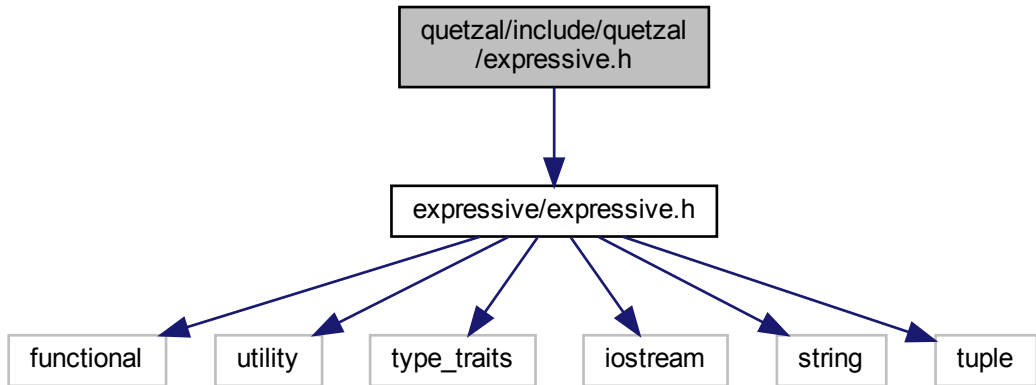 quetzal/include/quetzal
/expressive.h
expressive/expressive.h
functional
utility
type_traits
iostream
string
tuple